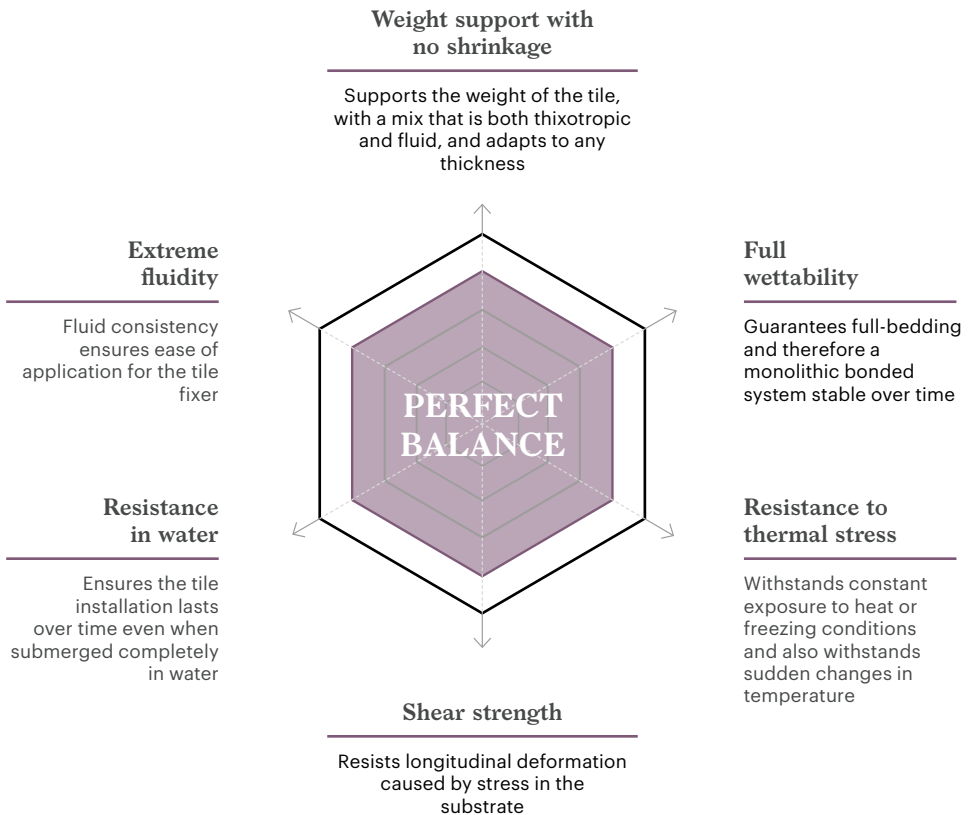 Weight support with
no shrinkage
Supports the weight of the tile,
with a mix that is both thixotropic
and fluid, and adapts to any
thickness
Extreme
fluidity
Fluid consistency
ensures ease of
application for the tile
fixer
Full
wettability
Guarantees full-bedding
and therefore a
monolithic bonded
system stable over time
PERFECT
BALANCE
Resistance
in water
Ensures the tile
installation lasts
over time even when
submerged completely
in water
Resistance to
thermal stress
Withstands constant
exposure to heat or
freezing conditions
and also withstands
sudden changes in
temperature
Shear strength
Resists longitudinal deformation
caused by stress in the
substrate